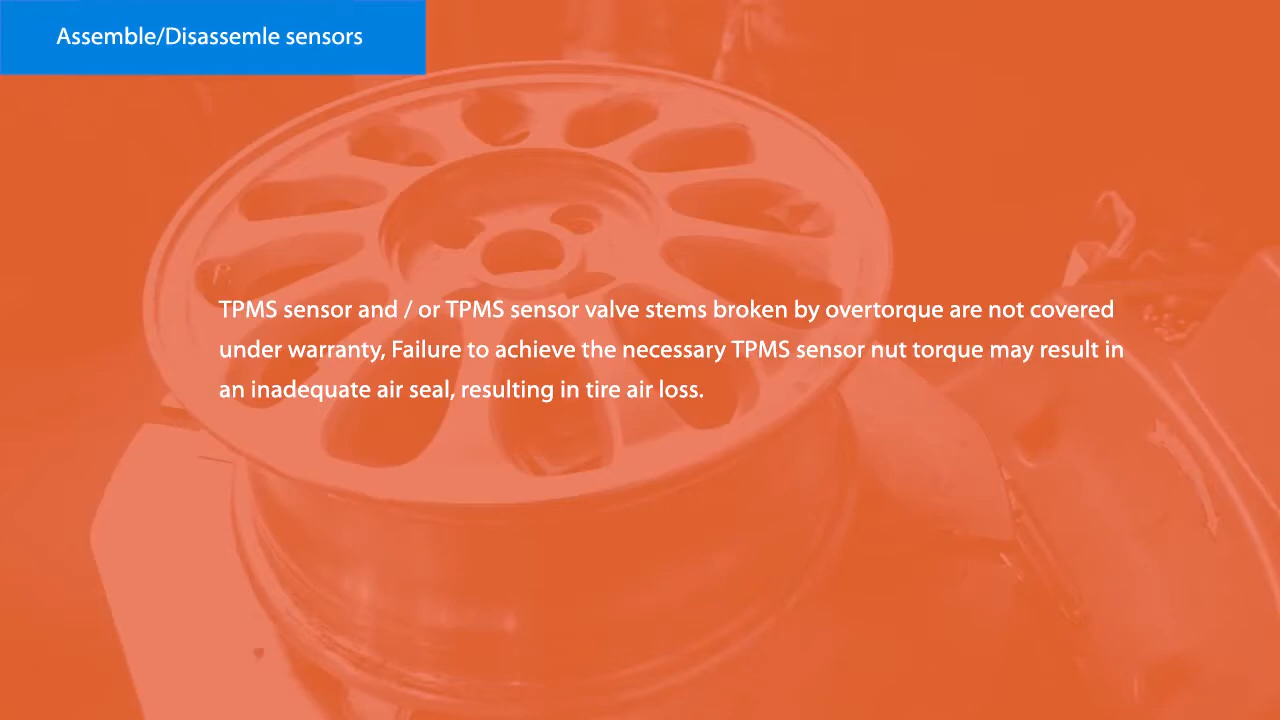 Assemble/Disassemle sensors
TPMS sensor and / or TPMS sensor valve stems broken by overtorque are not covered
under warranty, Failure to achieve the necessary TPMS sensor nut torque may result in
an inadequate air seal, resulting in tire air loss.